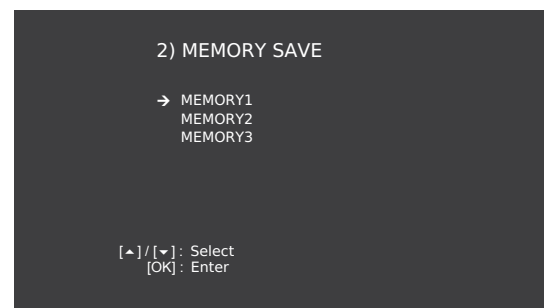 2) MEMORY SAVE
➔ MEMORY1
MEMORY2
MEMORY3
[▲]/[▼] : Select
[OK] : Enter